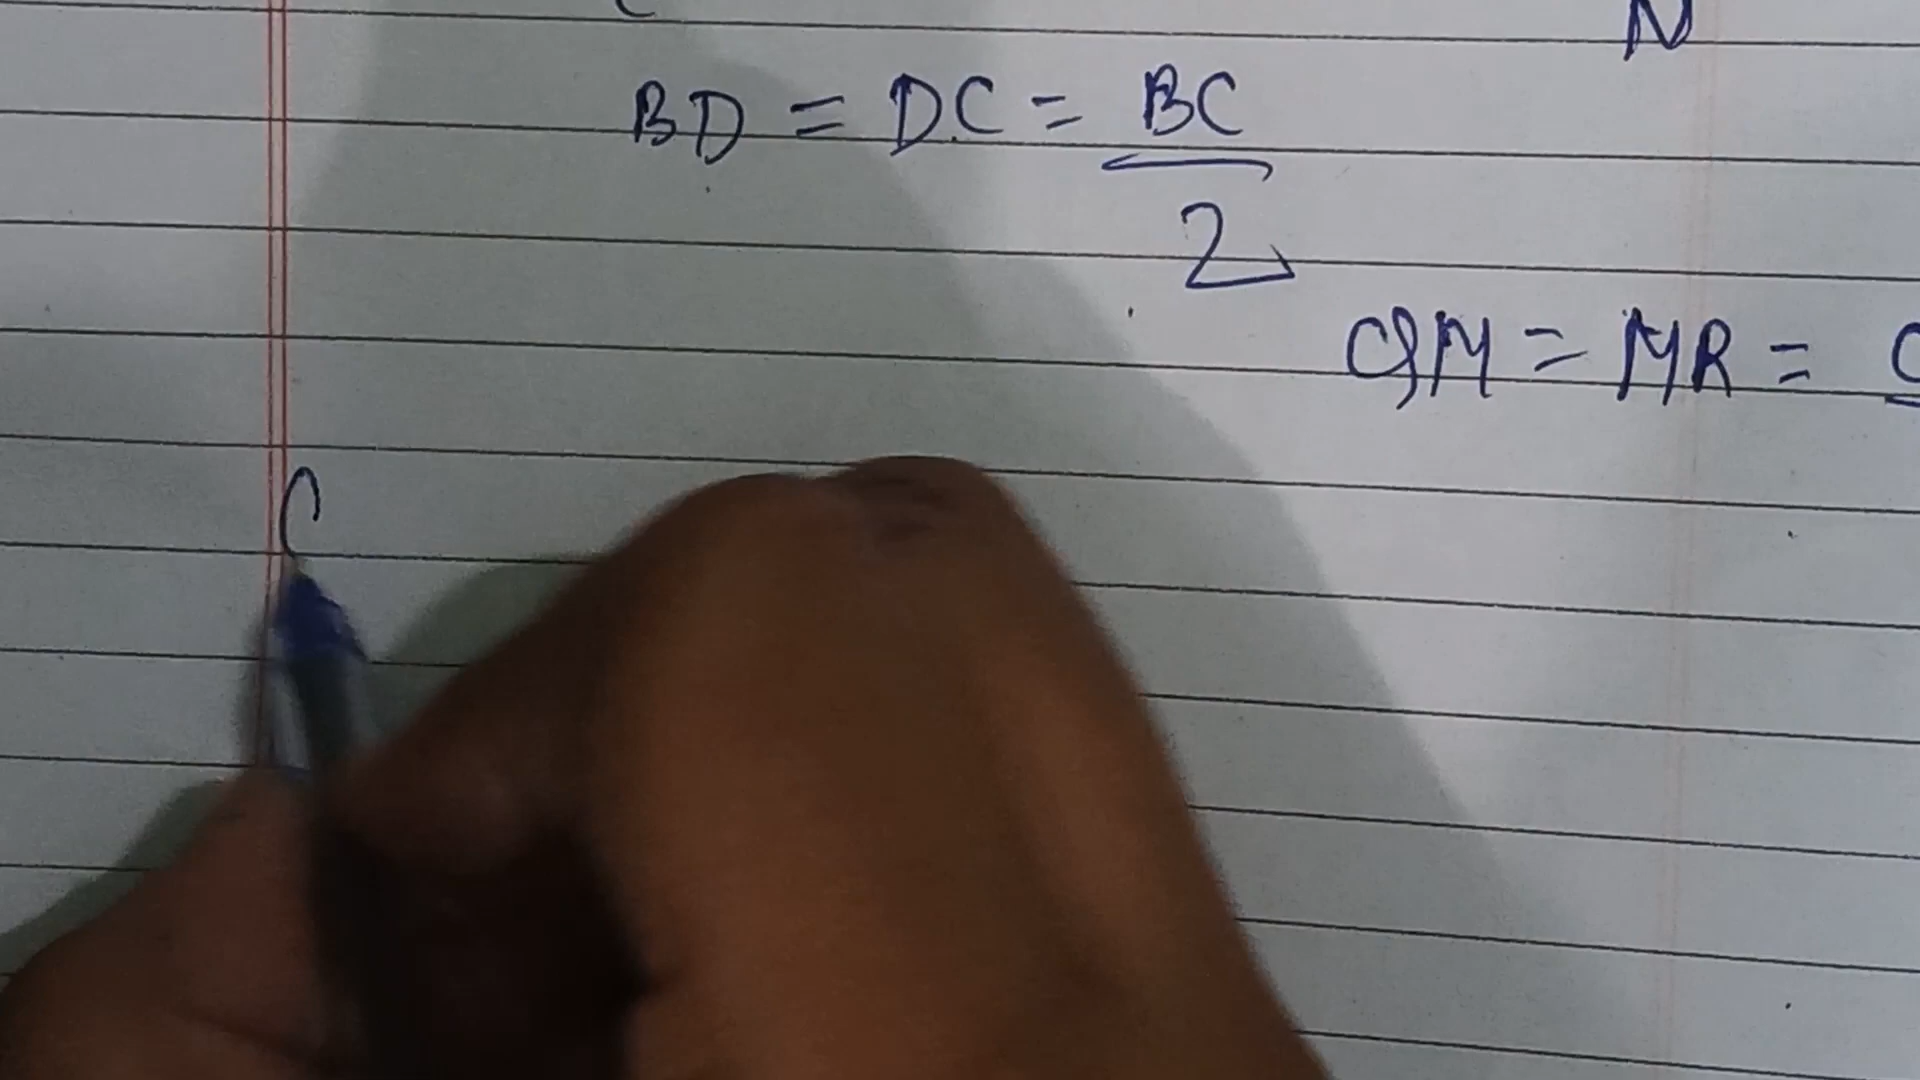 N
BD = DC = BC
2
QM = MR =